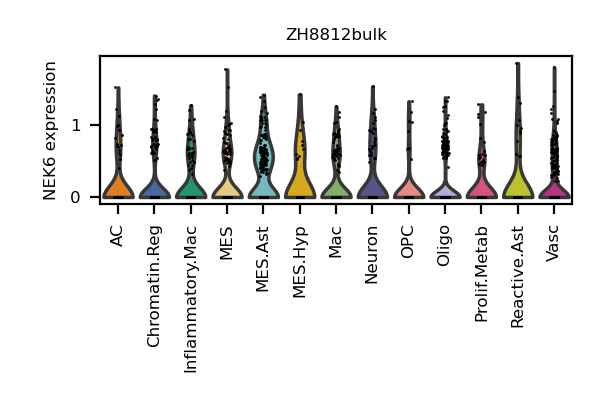 ZH8812bulk
NEK6 expression
1
0
AC
Chromatin.Reg
Inflammatory.Mac
MES
MES.Ast
MES.Hyp
Mac
Neuron
OPC
Oligo
Prolif.Metab
Reactive.Ast
Vasc